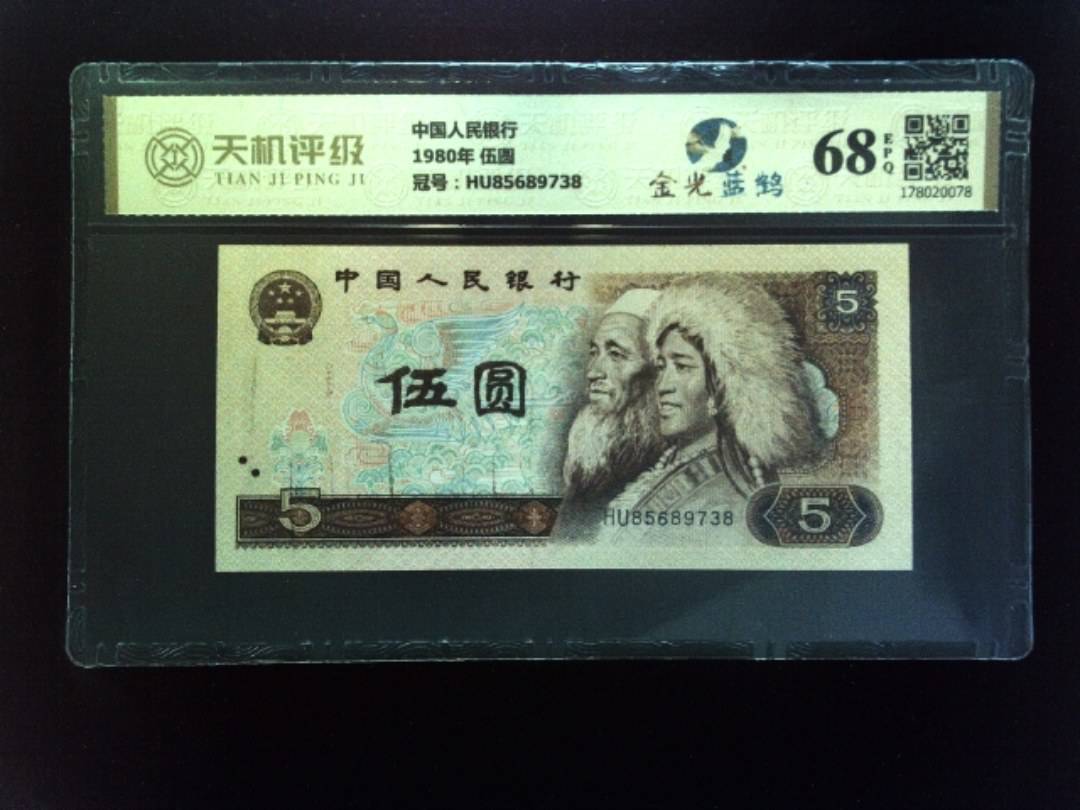 天机评级
TIAN JI PING JI
中国人民银行
1980年 伍圆
冠号:HU85689738
金光蓝鹤
68
EPQ
178020078
中国人民银行
5
伍圆
5
HU85689738
5